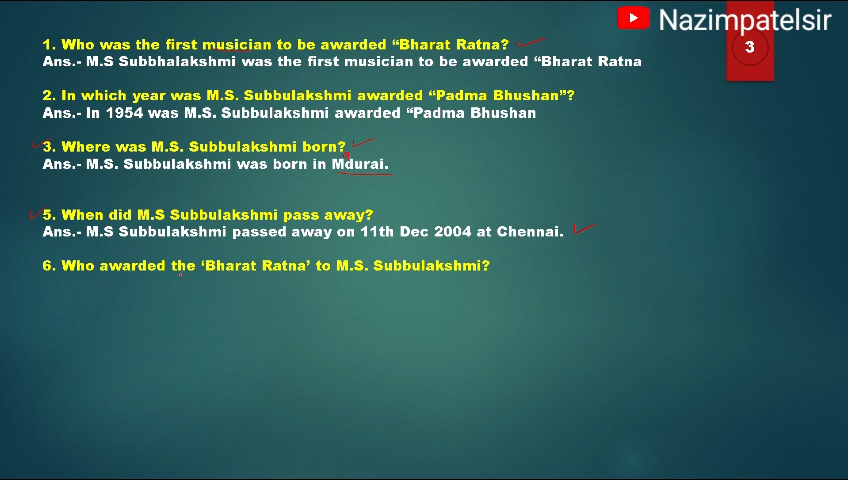 Nazimpatelsir
3
1. Who was the first musician to be awarded “Bharat Ratna?
Ans.- M.S Subbhalakshmi was the first musician to be awarded “Bharat Ratna
2. In which year was M.S. Subbulakshmi awarded “Padma Bhushan”?
Ans.- In 1954 was M.S. Subbulakshmi awarded “Padma Bhushan
3. Where was M.S. Subbulakshmi born?
Ans.- M.S. Subbulakshmi was born in Mdurai.
5. When did M.S Subbulakshmi pass away?
Ans.- M.S Subbulakshmi passed away on 11th Dec 2004 at Chennai.
6. Who awarded the ‘Bharat Ratna’ to M.S. Subbulakshmi?